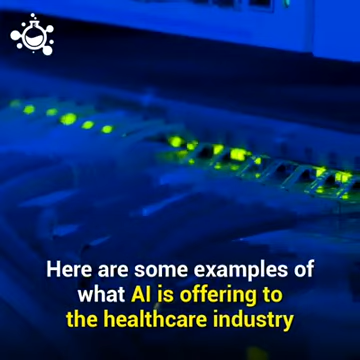 Here are some examples of
what AI is offering to
the healthcare industry